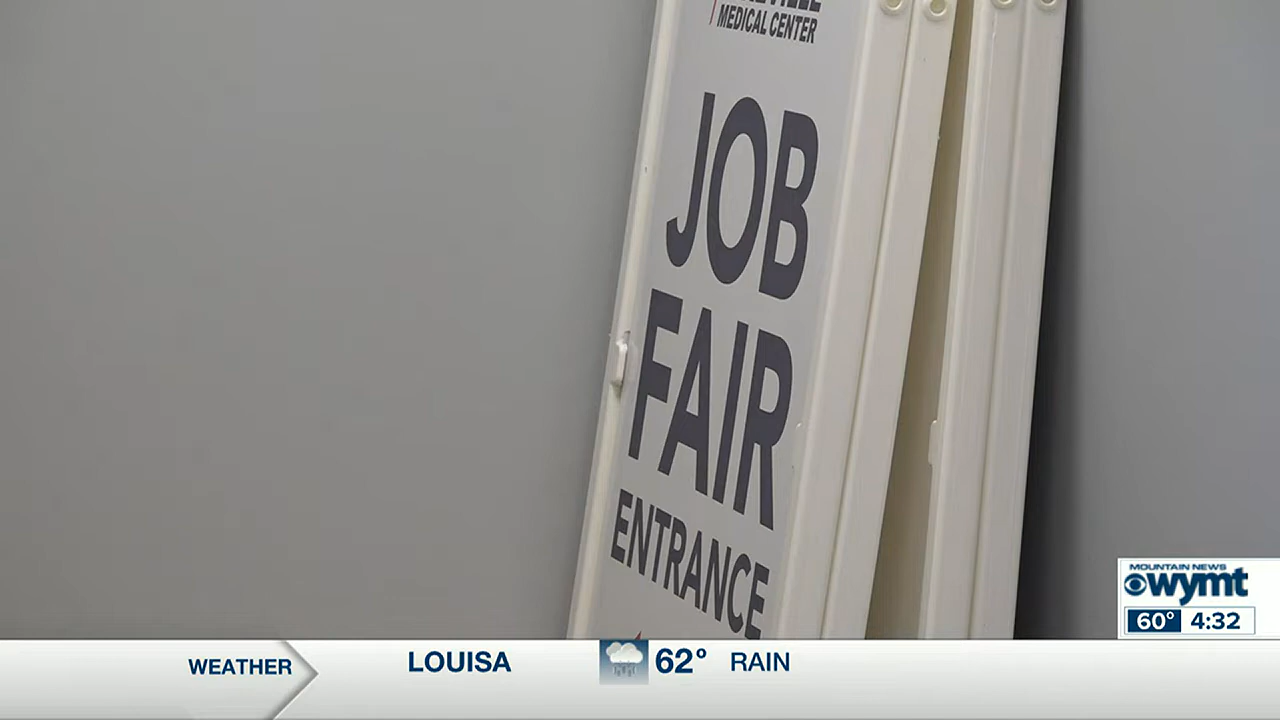 MEDICAL CENTER
JOB
FAIR
ENTRANCE
MOUNTAIN NEWS
wymt
60° 4:32
WEATHER
LOUISA
62° RAIN